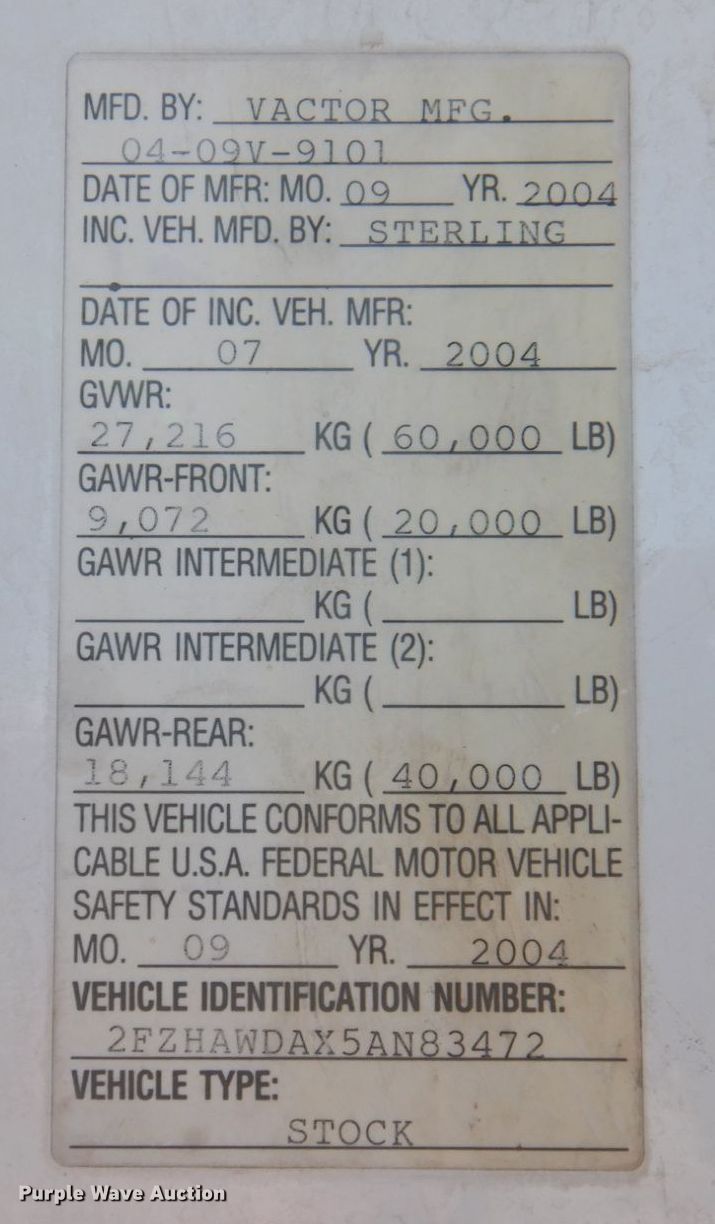 MFD. BY: VACTOR MFG.
04-09V-9101
DATE OF MFR: MO. 09 YR. 2004
INC. VEH. MFD. BY: STERLING
DATE OF INC. VEH. MFR:
MO. 07 YR. 2004
GVWR:
27,216 KG ( 60,000 LB)
GAWR-FRONT:
9,072 KG ( 20,000 LB)
GAWR INTERMEDIATE (1):
KG ( LB)
GAWR INTERMEDIATE (2):
KG ( LB)
GAWR-REAR:
18,144 KG ( 40,000 LB)
THIS VEHICLE CONFORMS TO ALL APPLI-
CABLE U.S.A. FEDERAL MOTOR VEHICLE
SAFETY STANDARDS IN EFFECT IN:
MO. 09 YR. 2004
VEHICLE IDENTIFICATION NUMBER:
2FZHAWDAX5AN83472
VEHICLE TYPE:
STOCK
Purple Wave Auction